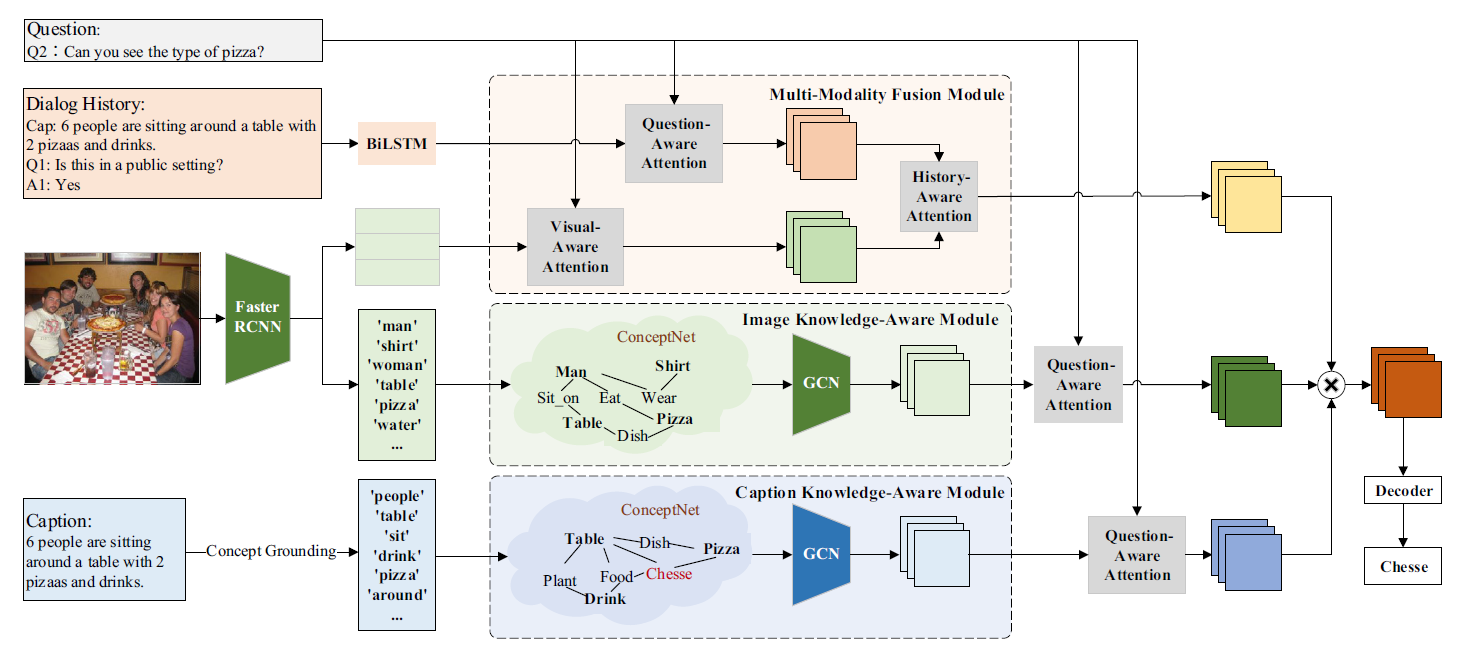 Question:
Q2：Can you see the type of pizza?
Dialog History:
Cap: 6 people are sitting around a table with
2 pizaas and drinks.
Q1: Is this in a public setting?
A1: Yes
BiLSTM
Multi-Modality Fusion Module
Question-
Aware
Attention
History-
Aware
Attention
Visual-
Aware
Attention
Faster
RCNN
'man'
'shirt'
'woman'
'table'
'pizza'
'water'
...
Image Knowledge-Aware Module
ConceptNet
Man
Shirt
Sit_on
Eat
Wear
Table
Pizza
Dish
GCN
Question-
Aware
Attention
Caption:
6 people are sitting
around a table with 2
pizaas and drinks.
Concept Grounding
'people'
'table'
'sit'
'drink'
'pizza'
'around'
...
Caption Knowledge-Aware Module
ConceptNet
Table
Dish
Pizza
Plant
Food
Chesse
Drink
GCN
Question-
Aware
Attention
Decoder
Chesse